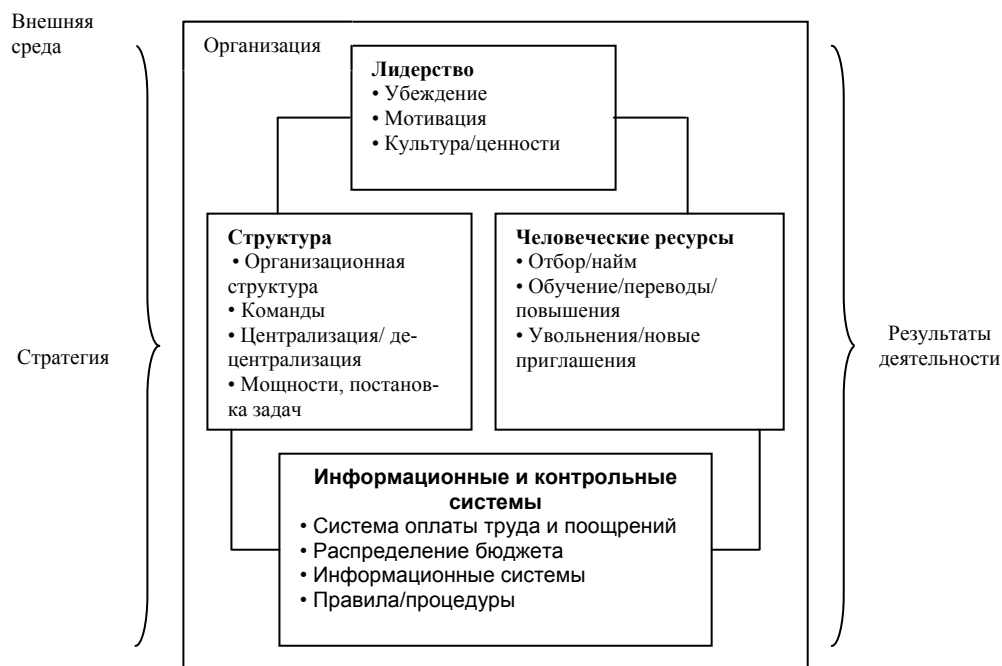 Внешняя
среда
Организация
Лидерство
• Убеждение
• Мотивация
• Культура/ценности
Структура
• Организационная
структура
• Команды
• Централизация/ де-
централизация
• Мощности, постанов-
ка задач
Человеческие ресурсы
• Отбор/найм
• Обучение/переводы/
повышения
• Увольнения/новые
приглашения
Стратегия
Результаты
деятельности
Информационные и контрольные
системы
• Система оплаты труда и поощрений
• Распределение бюджета
• Информационные системы
• Правила/процедуры